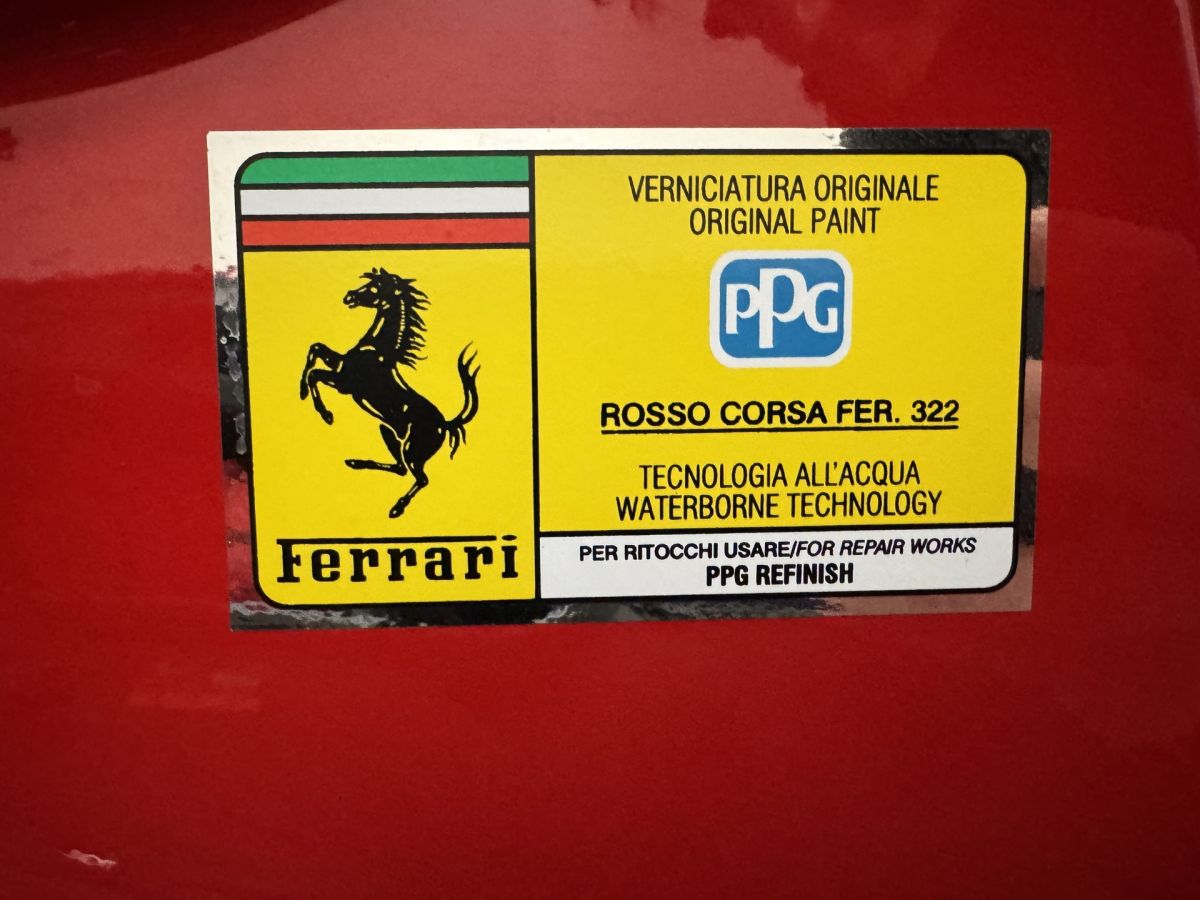 Ferrari
VERNICIATURA ORIGINALE
ORIGINAL PAINT
PPG
ROSSO CORSA FER. 322
TECNOLOGIA ALL'ACQUA
WATERBORNE TECHNOLOGY
PER RITOCCHI USARE/FOR REPAIR WORKS
PPG REFINISH